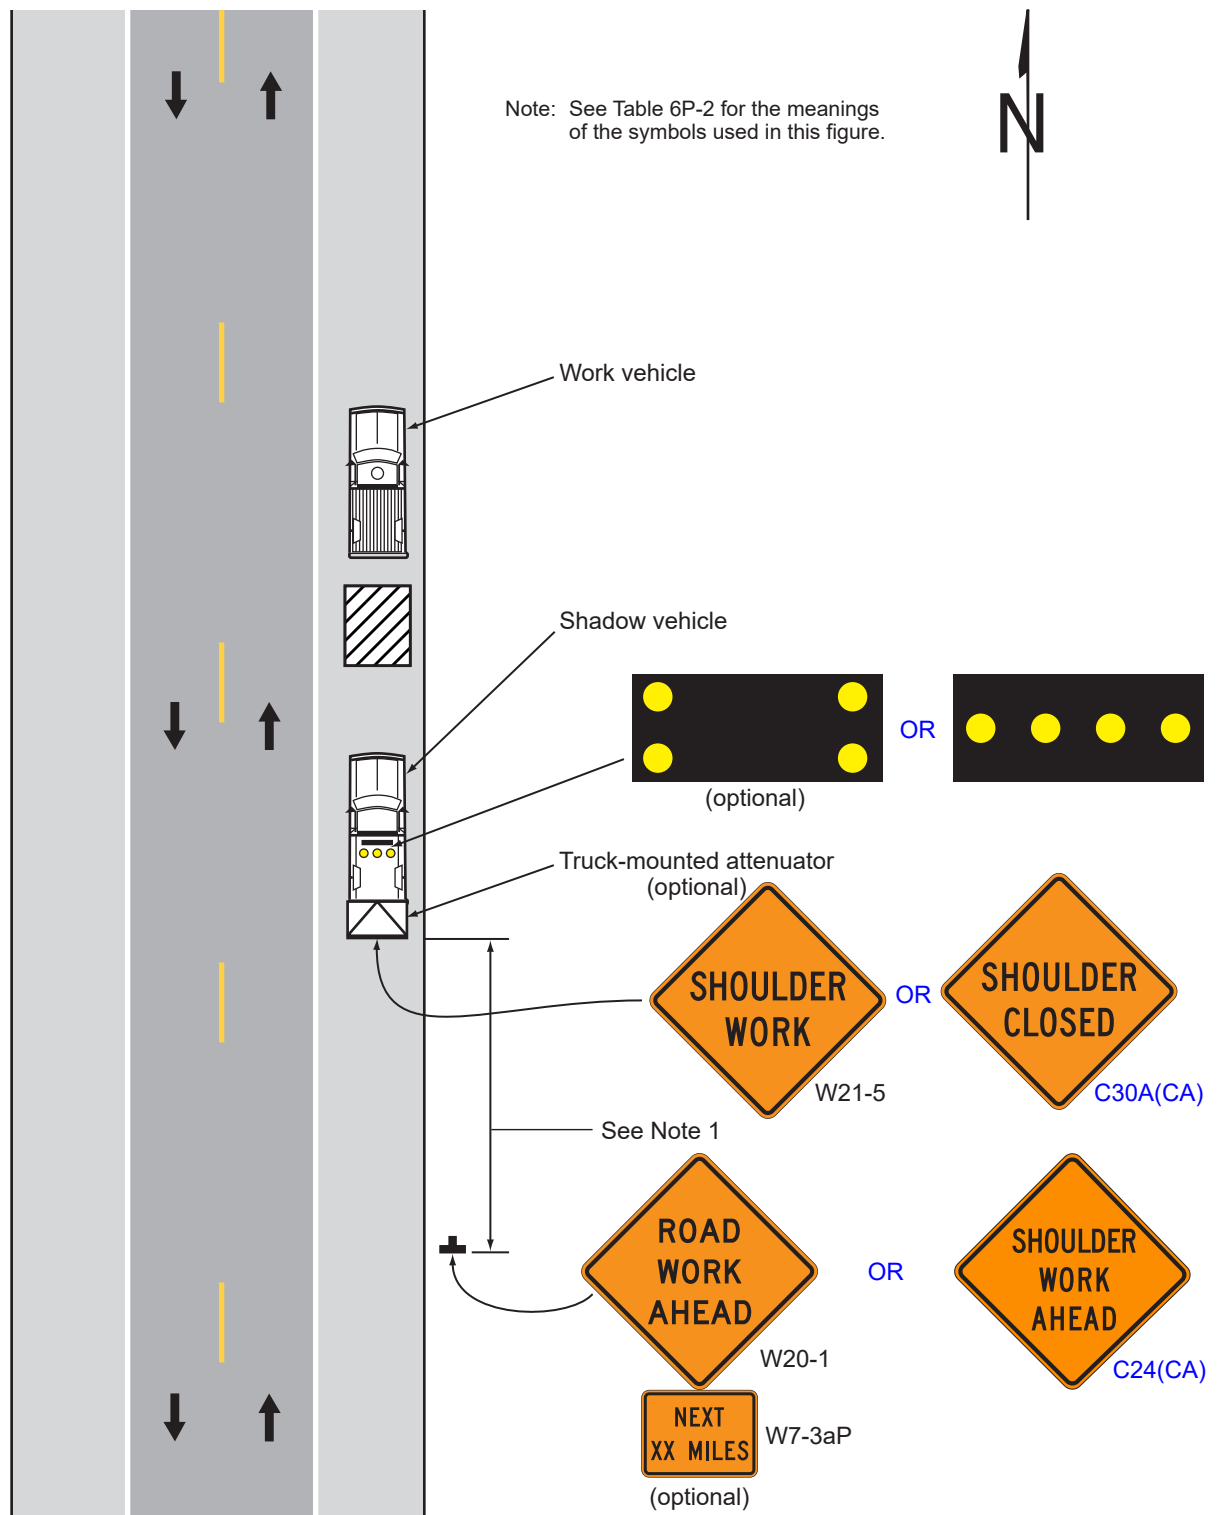 Note: See Table 6P-2 for the meanings
of the symbols used in this figure.
N
Work vehicle
Shadow vehicle
OR
(optional)
Truck-mounted attenuator
(optional)
SHOULDER
WORK
W21-5
OR
SHOULDER
CLOSED
C30A(CA)
See Note 1
ROAD
WORK
AHEAD
W20-1
OR
SHOULDER
WORK
AHEAD
C24(CA)
NEXT
XX MILES
W7-3aP
(optional)